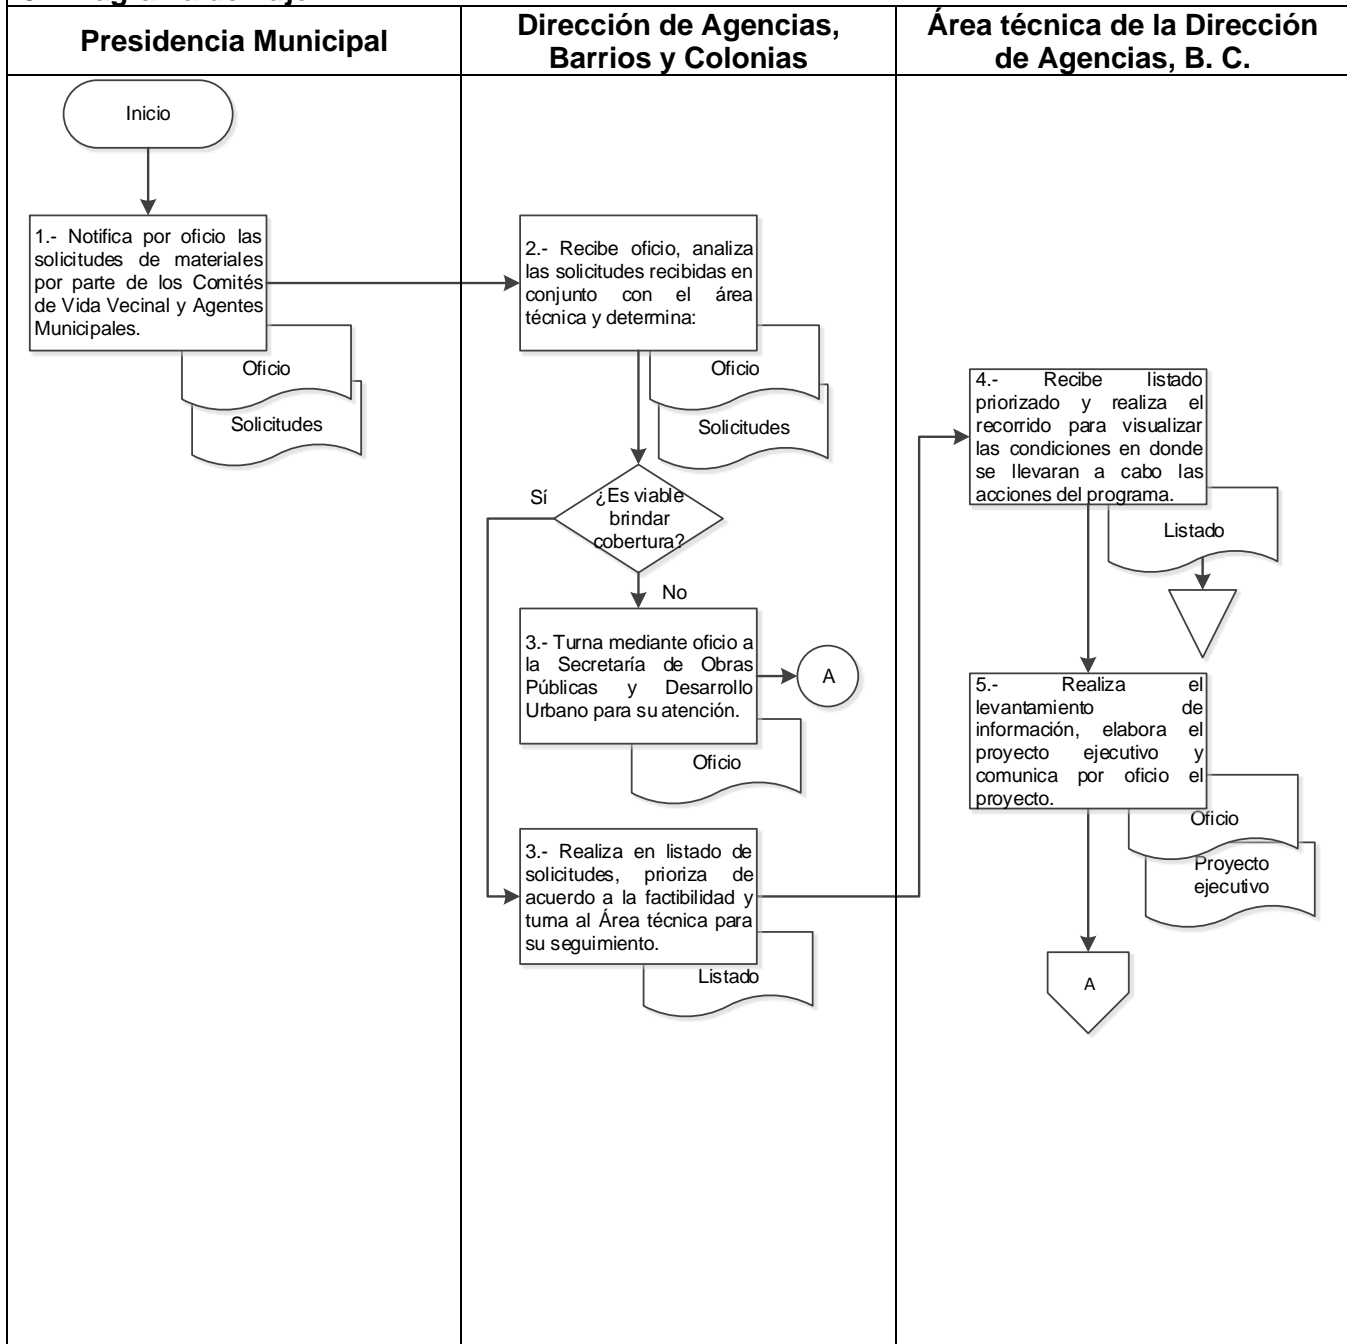 Presidencia Municipal
Dirección de Agencias,
Barrios y Colonias
Área técnica de la Dirección
de Agencias, B. C.
Inicio
1.- Notifica por oficio las
solicitudes de materiales
por parte de los Comités
de Vida Vecinal y Agentes
Municipales.
Oficio
Solicitudes
2.- Recibe oficio, analiza
las solicitudes recibidas en
conjunto con el área
técnica y determina:
Oficio
Solicitudes
¿Es viable
brindar
cobertura?
Sí
No
3.- Turna mediante oficio a
la Secretaría de Obras
Públicas y Desarrollo
Urbano para su atención.
A
Oficio
3.- Realiza en listado de
solicitudes, prioriza de
acuerdo a la factibilidad y
turna al Área técnica para
su seguimiento.
Listado
4.- Recibe listado
priorizado y realiza el
recorrido para visualizar
las condiciones en donde
se llevaran a cabo las
acciones del programa.
Listado
5.- Realiza el
levantamiento de
información, elabora el
proyecto ejecutivo y
comunica por oficio el
proyecto.
Oficio
Proyecto
ejecutivo
A